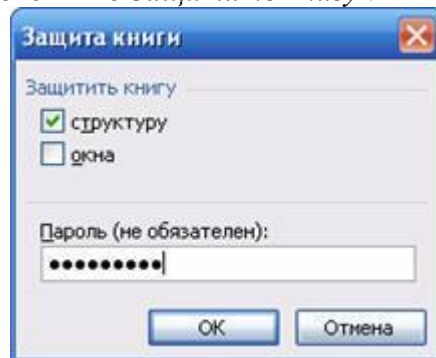 Защита книги
Защитить книгу
структуру
окна
Пароль (не обязателен):
●●●●●●●●●
ОК
Отмена